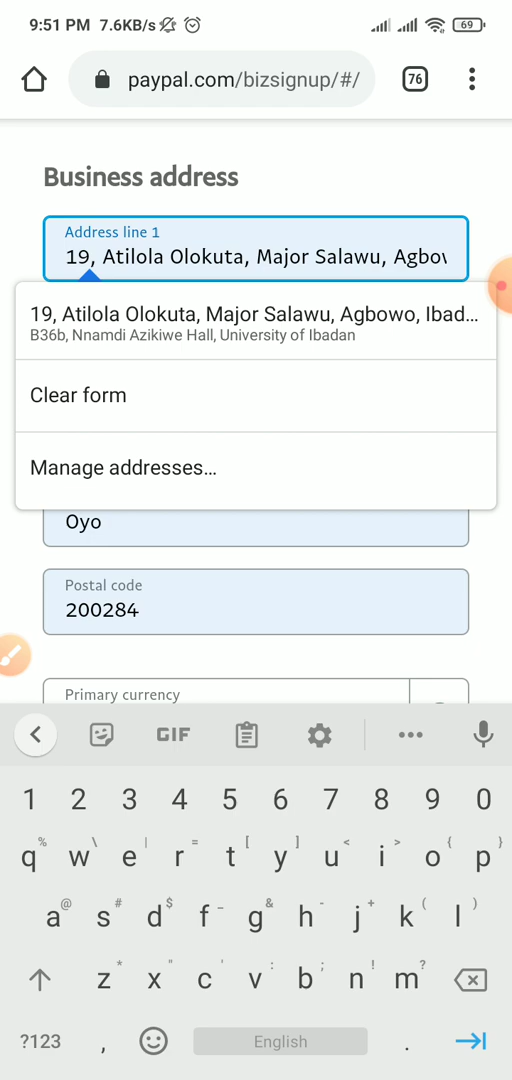 9:51 PM 7.6KB/s 69
paypal.com/bizsignup/#/ 76
Business address
Address line 1
19, Atilola Olokuta, Major Salawu, Agbov
19, Atilola Olokuta, Major Salawu, Agbowo, Ibad...
B36b, Nnamdi Azikiwe Hall, University of Ibadan
Clear form
Manage addresses...
Oyo
Postal code
200284
Primary currency
GIF
1 2 3 4 5 6 7 8 9 0
% \ | = [ ] < > { }
q w e r t y u i o p
@ # $ _ & - + ( )
a s d f g h j k l
* " ' : ; ! ?
z x c v b n m
?123 , English .